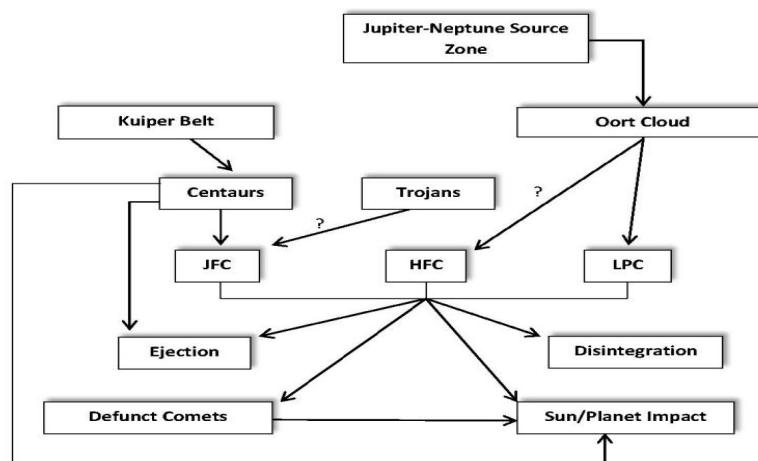 Jupiter-Neptune Source
Zone
Kuiper Belt
Oort Cloud
Centaurs
Trojans
?
?
JFC
HFC
LPC
Ejection
Disintegration
Defunct Comets
Sun/Planet Impact